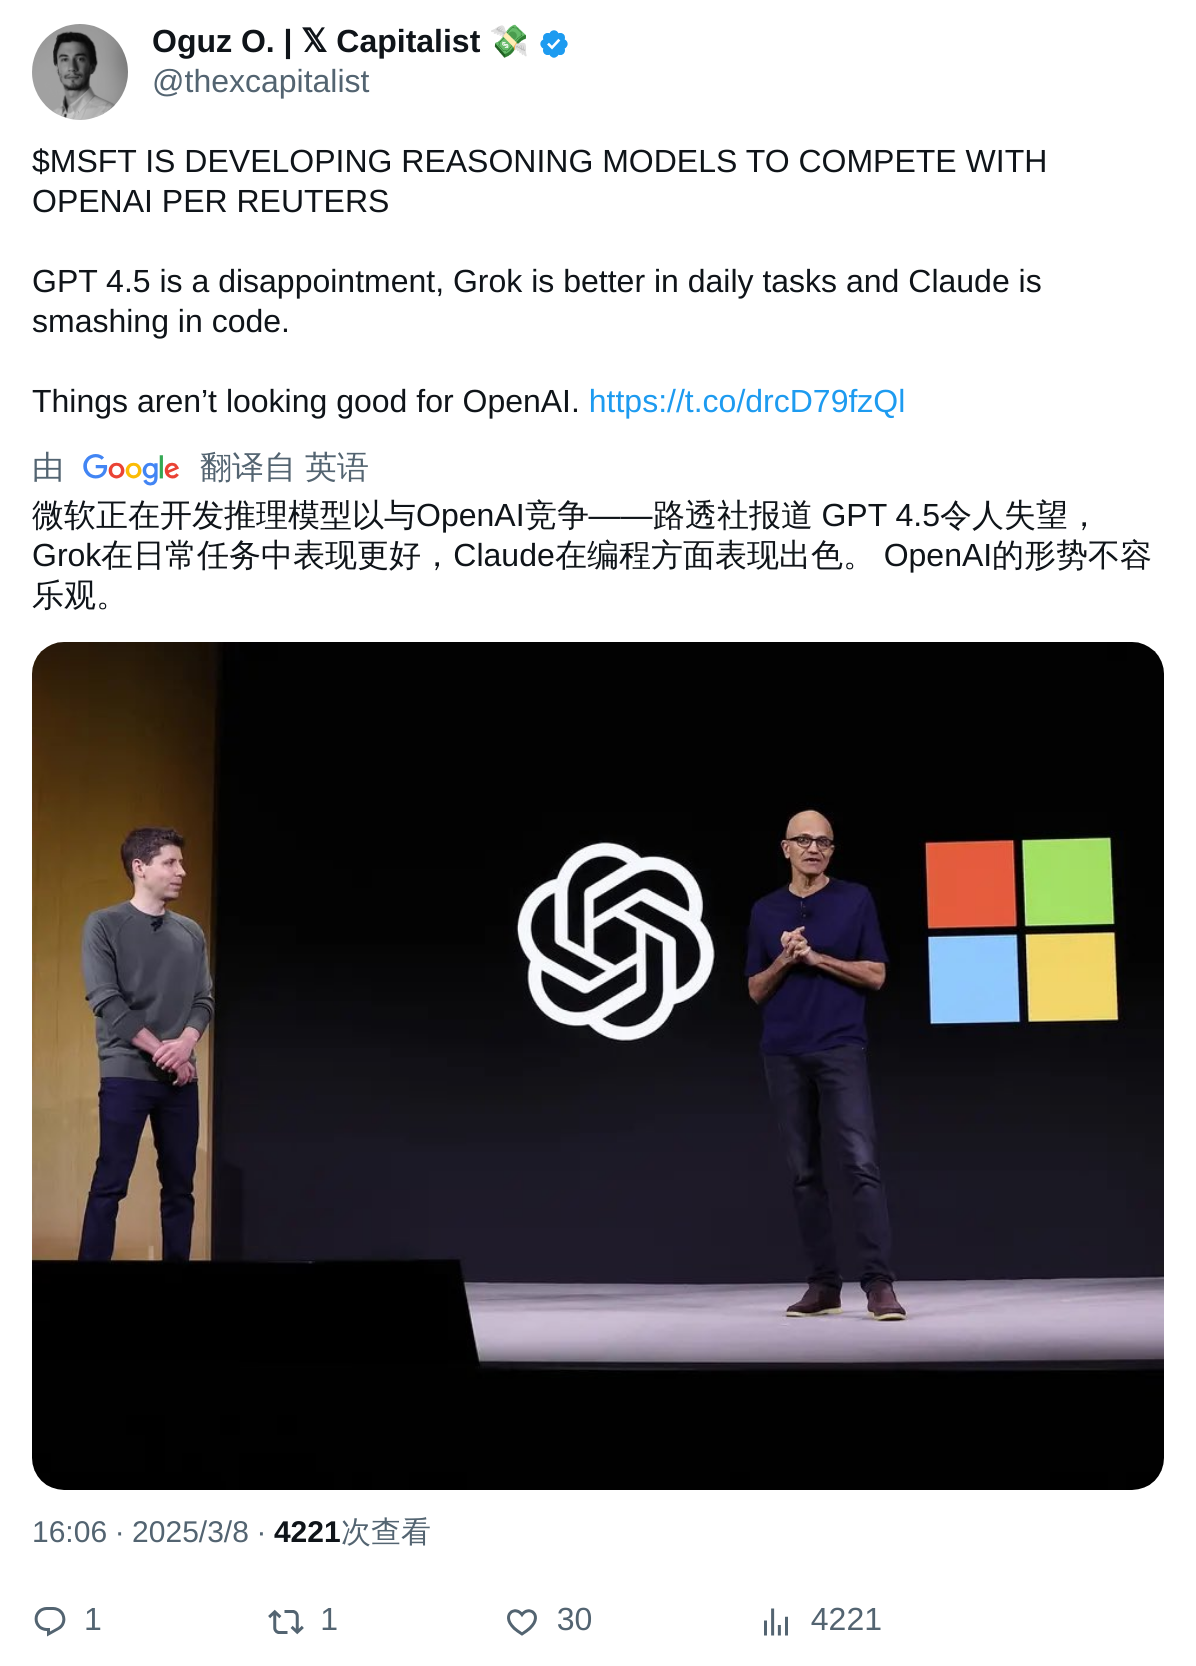 Oguz O. | 𝕏 Capitalist 💸
@thexcapitalist
$MSFT IS DEVELOPING REASONING MODELS TO COMPETE WITH
OPENAI PER REUTERS
GPT 4.5 is a disappointment, Grok is better in daily tasks and Claude is
smashing in code.
Things aren’t looking good for OpenAI. https://t.co/drcD79fzQl
由 Google 翻译自 英语
微软正在开发推理模型以与OpenAI竞争——路透社报道 GPT 4.5令人失望，
Grok在日常任务中表现更好，Claude在编程方面表现出色。 OpenAI的形势不容
乐观。
16:06 · 2025/3/8 · 4221次查看
1 1 30 4221